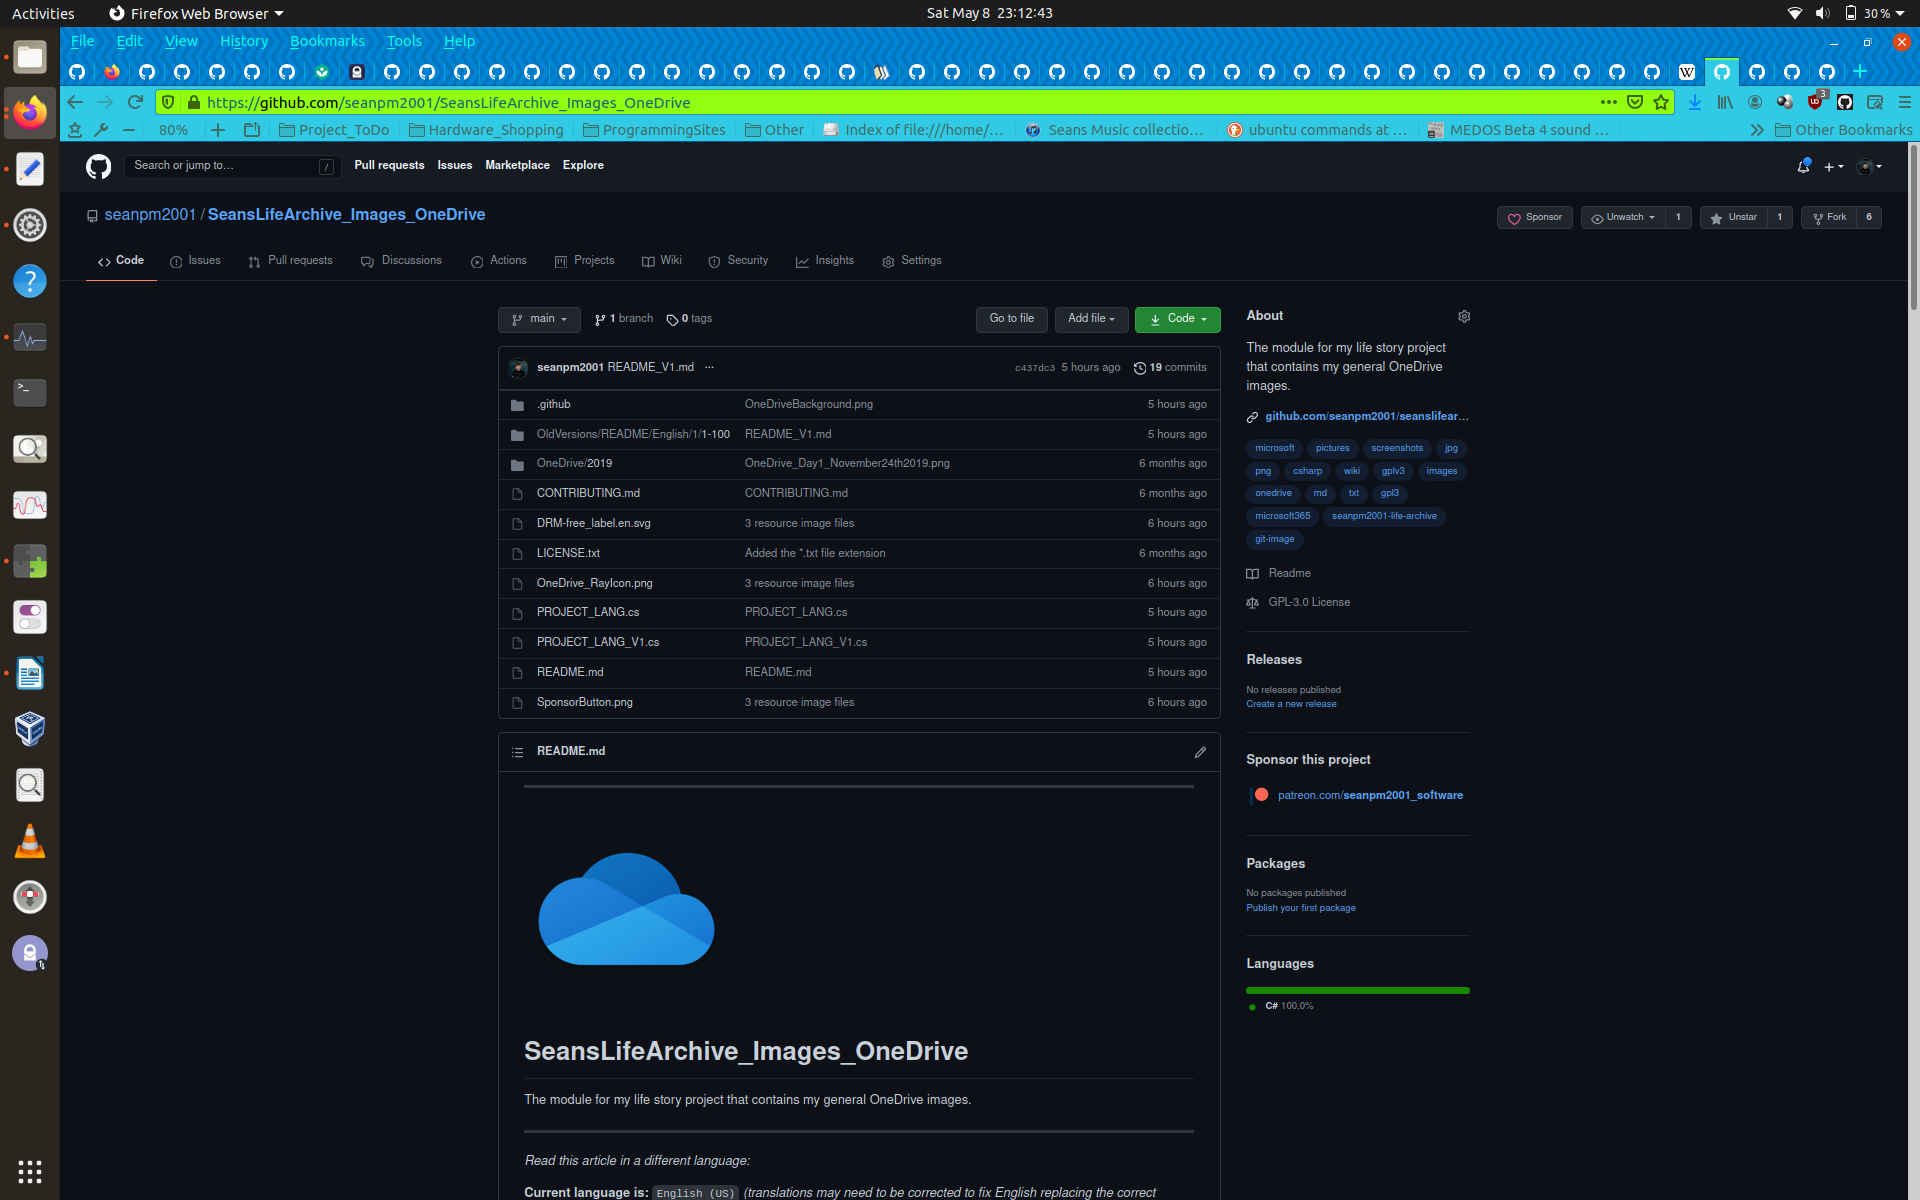 Activities Firefox Web Browser Sat May 8 23:12:43 30 %
File Edit View History Bookmarks Tools Help
W
https://github.com/seanpm2001/SeansLifeArchive_Images_OneDrive 3
80% Project_ToDo Hardware_Shopping ProgrammingSites Other Index of file:///home/... Seans Music collectio... ubuntu commands at ... MEDOS Beta 4 sound ... Other Bookmarks
Search or jump to... / Pull requests Issues Marketplace Explore
seanpm2001 / SeansLifeArchive_Images_OneDrive Sponsor Unwatch 1 Unstar 1 Fork 6
Code Issues Pull requests Discussions Actions Projects Wiki Security Insights Settings
main 1 branch 0 tags Go to file Add file Code
seanpm2001 README_V1.md ... c437dc3 5 hours ago 19 commits
.github OneDriveBackground.png 5 hours ago
OldVersions/README/English/1/1-100 README_V1.md 5 hours ago
OneDrive/2019 OneDrive_Day1_November24th2019.png 6 months ago
CONTRIBUTING.md CONTRIBUTING.md 6 months ago
DRM-free_label.en.svg 3 resource image files 6 hours ago
LICENSE.txt Added the *.txt file extension 6 months ago
OneDrive_RayIcon.png 3 resource image files 6 hours ago
PROJECT_LANG.cs PROJECT_LANG.cs 5 hours ago
PROJECT_LANG_V1.cs PROJECT_LANG_V1.cs 5 hours ago
README.md README.md 5 hours ago
SponsorButton.png 3 resource image files 6 hours ago
README.md
SeansLifeArchive_Images_OneDrive
The module for my life story project that contains my general OneDrive images.
Read this article in a different language:
Current language is: English (US) (translations may need to be corrected to fix English replacing the correct
About
The module for my life story project
that contains my general OneDrive
images.
github.com/seanpm2001/seanslifear...
microsoft pictures screenshots jpg
png csharp wiki gplv3 images
onedrive md txt gpl3
microsoft365 seanpm2001-life-archive
git-image
Readme
GPL-3.0 License
Releases
No releases published
Create a new release
Sponsor this project
patreon.com/seanpm2001_software
Packages
No packages published
Publish your first package
Languages
C# 100.0%